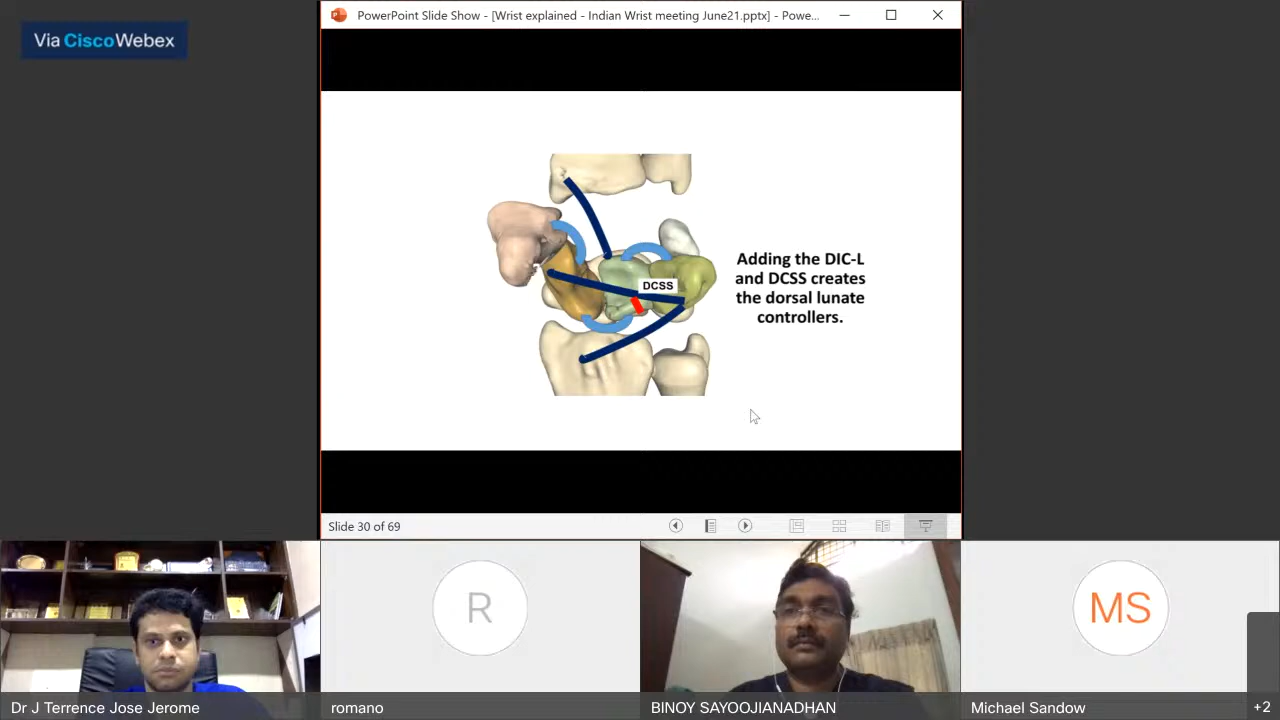 Via Cisco Webex
PowerPoint Slide Show - [Wrist explained - Indian Wrist meeting June21.pptx] - Powe...
DCSS
Adding the DIC-L
and DCSS creates
the dorsal lunate
controllers.
Slide 30 of 69
R
MS
Dr J Terrence Jose Jerome
romano
BINOY SAYOOJIANADHAN
Michael Sandow
+2